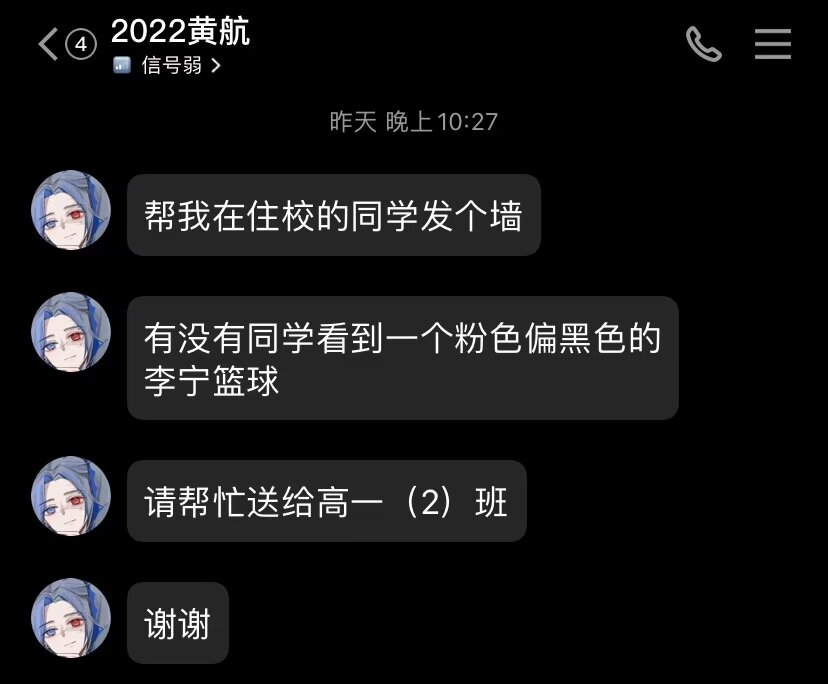 4
2022黄航
信号弱
昨天 晚上10:27
帮我在住校的同学发个墙
有没有同学看到一个粉色偏黑色的
李宁篮球
请帮忙送给高一（2）班
谢谢